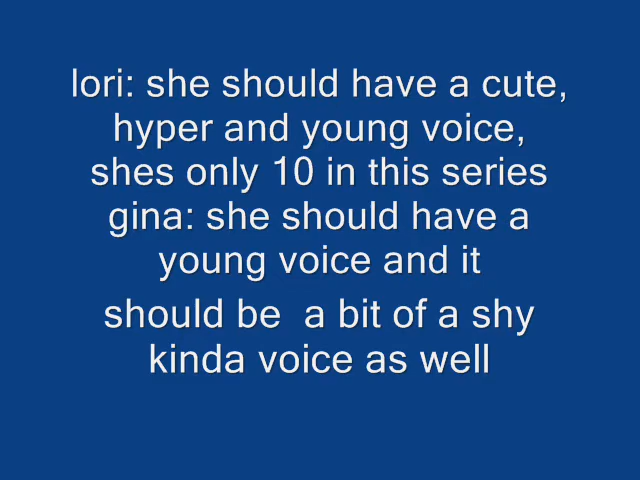 lori: she should have a cute,
hyper and young voice,
shes only 10 in this series
gina: she should have a
young voice and it
should be  a bit of a shy
kinda voice as well